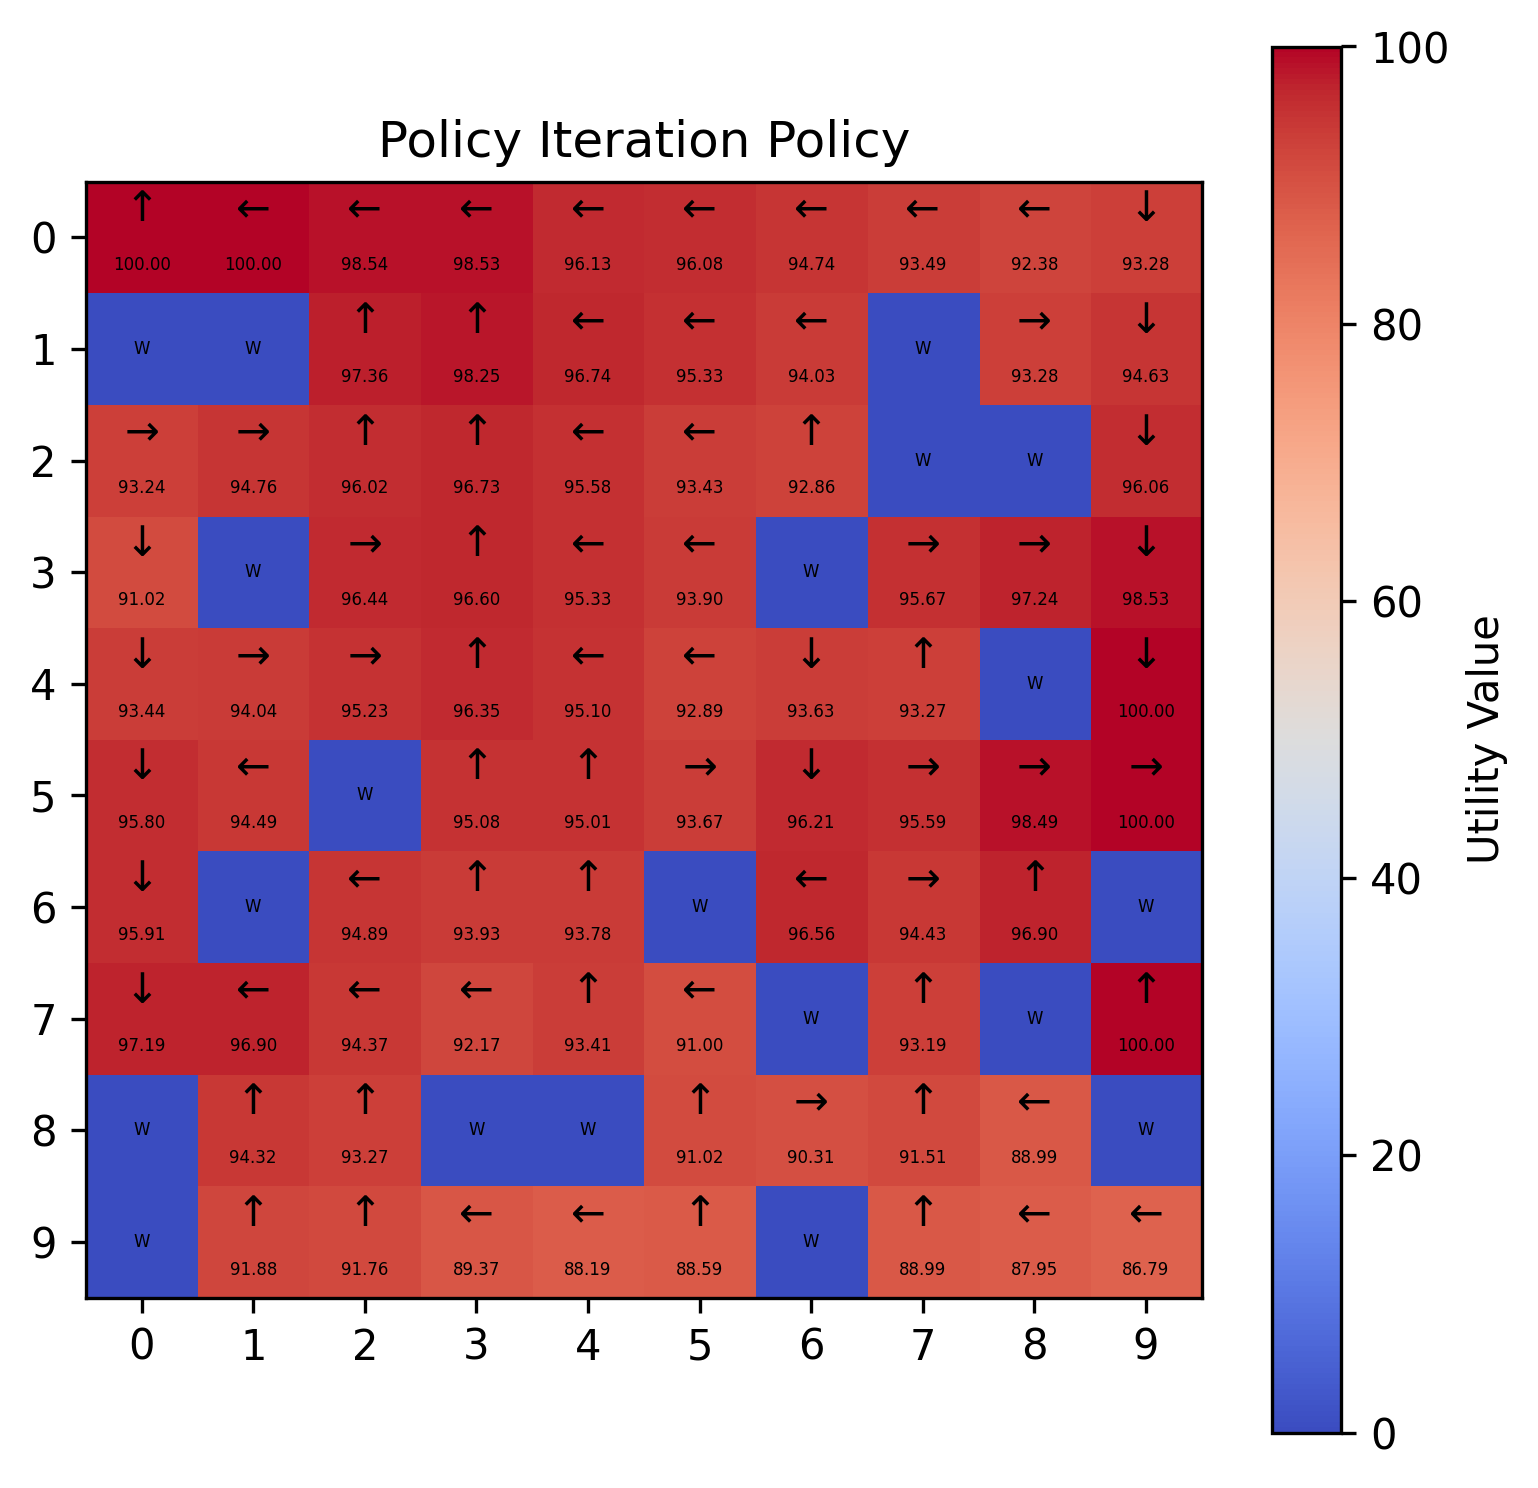 Policy Iteration Policy
0 ↑ ← ← ← ← ← ← ← ← ↓
100.00 100.00 98.54 98.53 96.13 96.08 94.74 93.49 92.38 93.28
1 W W ↑ ↑ ← ← ← W → ↓
97.36 98.25 96.74 95.33 94.03 93.28 94.63
2 → → ↑ ↑ ← ← ↑ W W ↓
93.24 94.76 96.02 96.73 95.58 93.43 92.86 96.06
3 ↓ W → ↑ ← ← W → → ↓
91.02 96.44 96.60 95.33 93.90 95.67 97.24 98.53
4 ↓ → → ↑ ← ← ↓ ↑ W ↓
93.44 94.04 95.23 96.35 95.10 92.89 93.63 93.27 100.00
5 ↓ ← W ↑ ↑ → ↓ → → →
95.80 94.49 95.08 95.01 93.67 96.21 95.59 98.49 100.00
6 ↓ W ← ↑ ↑ W ← → ↑ W
95.91 94.89 93.93 93.78 96.56 94.43 96.90
7 ↓ ← ← ← ↑ ← W ↑ W ↑
97.19 96.90 94.37 92.17 93.41 91.00 93.19 100.00
8 W ↑ ↑ W W ↑ → ↑ ← W
94.32 93.27 91.02 90.31 91.51 88.99
9 W ↑ ↑ ← ← ↑ W ↑ ← ←
91.88 91.76 89.37 88.19 88.59 88.99 87.95 86.79
0 1 2 3 4 5 6 7 8 9
100
80
60
40
20
0
Utility Value